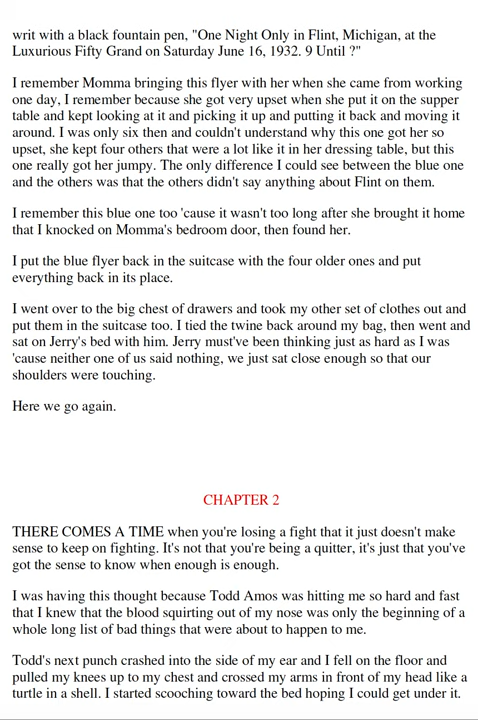 writ with a black fountain pen, "One Night Only in Flint, Michigan, at the
Luxurious Fifty Grand on Saturday June 16, 1932. 9 Until ?"
I remember Momma bringing this flyer with her when she came from working
one day, I remember because she got very upset when she put it on the supper
table and kept looking at it and picking it up and putting it back and moving it
around. I was only six then and couldn't understand why this one got her so
upset, she kept four others that were a lot like it in her dressing table, but this
one really got her jumpy. The only difference I could see between the blue one
and the others was that the others didn't say anything about Flint on them.
I remember this blue one too 'cause it wasn't too long after she brought it home
that I knocked on Momma's bedroom door, then found her.
I put the blue flyer back in the suitcase with the four older ones and put
everything back in its place.
I went over to the big chest of drawers and took my other set of clothes out and
put them in the suitcase too. I tied the twine back around my bag, then went and
sat on Jerry's bed with him. Jerry must've been thinking just as hard as I was
'cause neither one of us said nothing, we just sat close enough so that our
shoulders were touching.
Here we go again.
CHAPTER 2
THERE COMES A TIME when you're losing a fight that it just doesn't make
sense to keep on fighting. It's not that you're being a quitter, it's just that you've
got the sense to know when enough is enough.
I was having this thought because Todd Amos was hitting me so hard and fast
that I knew that the blood squirting out of my nose was only the beginning of a
whole long list of bad things that were about to happen to me.
Todd's next punch crashed into the side of my ear and I fell on the floor and
pulled my knees up to my chest and crossed my arms in front of my head like a
turtle in a shell. I started scooching toward the bed hoping I could get under it.